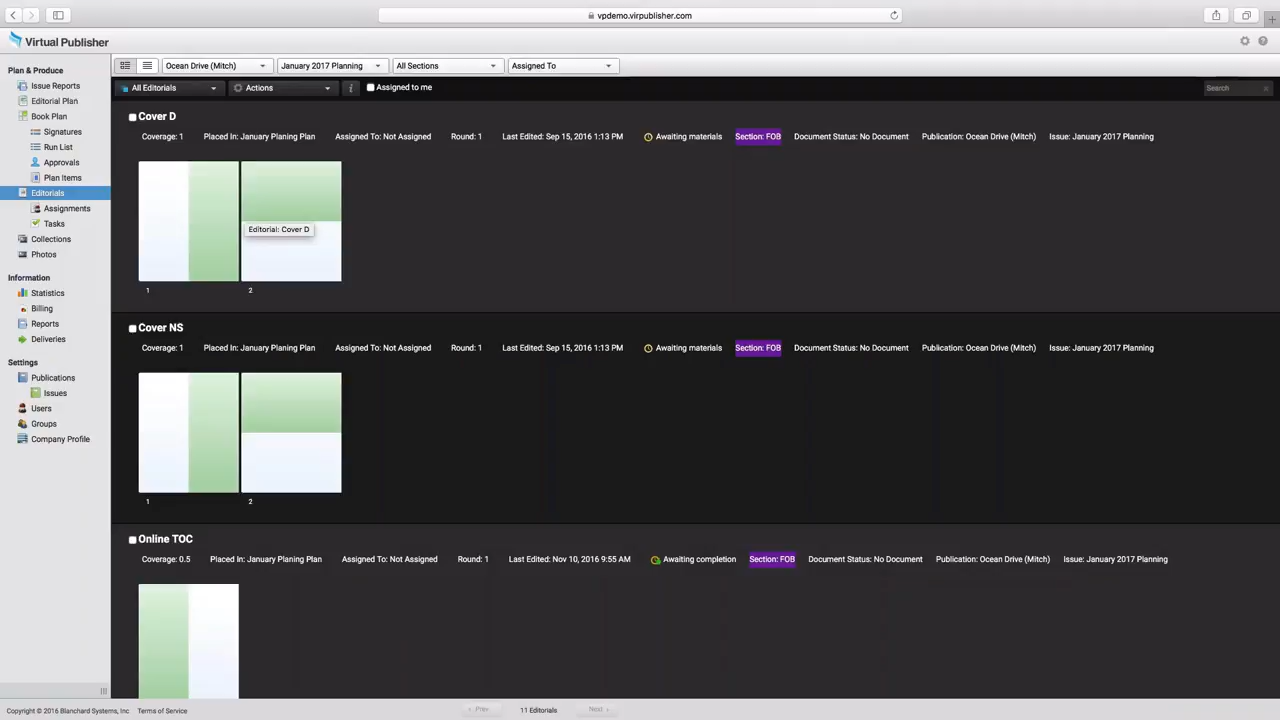 vpdemo.virpublisher.com
Virtual Publisher
Plan & Produce
Issue Reports
Editorial Plan
Book Plan
Signatures
Run List
Approvals
Plan Items
Editorials
Assignments
Tasks
Collections
Photos
Information
Statistics
Billing
Reports
Deliveries
Settings
Publications
Issues
Users
Groups
Company Profile
Ocean Drive (Mitch) January 2017 Planning All Sections Assigned To
All Editorials Actions Assigned to me Search
Cover D
Coverage: 1 Placed In: January Planing Plan Assigned To: Not Assigned Round: 1 Last Edited: Sep 15, 2016 1:13 PM Awaiting materials Section: FOB Document Status: No Document Publication: Ocean Drive (Mitch) Issue: January 2017 Planning
Editorial: Cover D
1 2
Cover NS
Coverage: 1 Placed In: January Planing Plan Assigned To: Not Assigned Round: 1 Last Edited: Sep 15, 2016 1:13 PM Awaiting materials Section: FOB Document Status: No Document Publication: Ocean Drive (Mitch) Issue: January 2017 Planning
1 2
Online TOC
Coverage: 0.5 Placed In: January Planing Plan Assigned To: Not Assigned Round: 1 Last Edited: Nov 10, 2016 9:55 AM Awaiting completion Section: FOB Document Status: No Document Publication: Ocean Drive (Mitch) Issue: January 2017 Planning
Copyright © 2016 Blanchard Systems, Inc Terms of Service ‹ Prev 11 Editorials Next ›